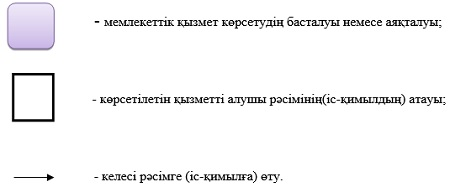 - мемлекеттік қызмет көрсетудің басталуы немесе аяқталуы;
- көрсетілетін қызметті алушы рәсімінің(іс-қимылдың) атауы;
- келесі рәсімге (іс-қимылға) өту.